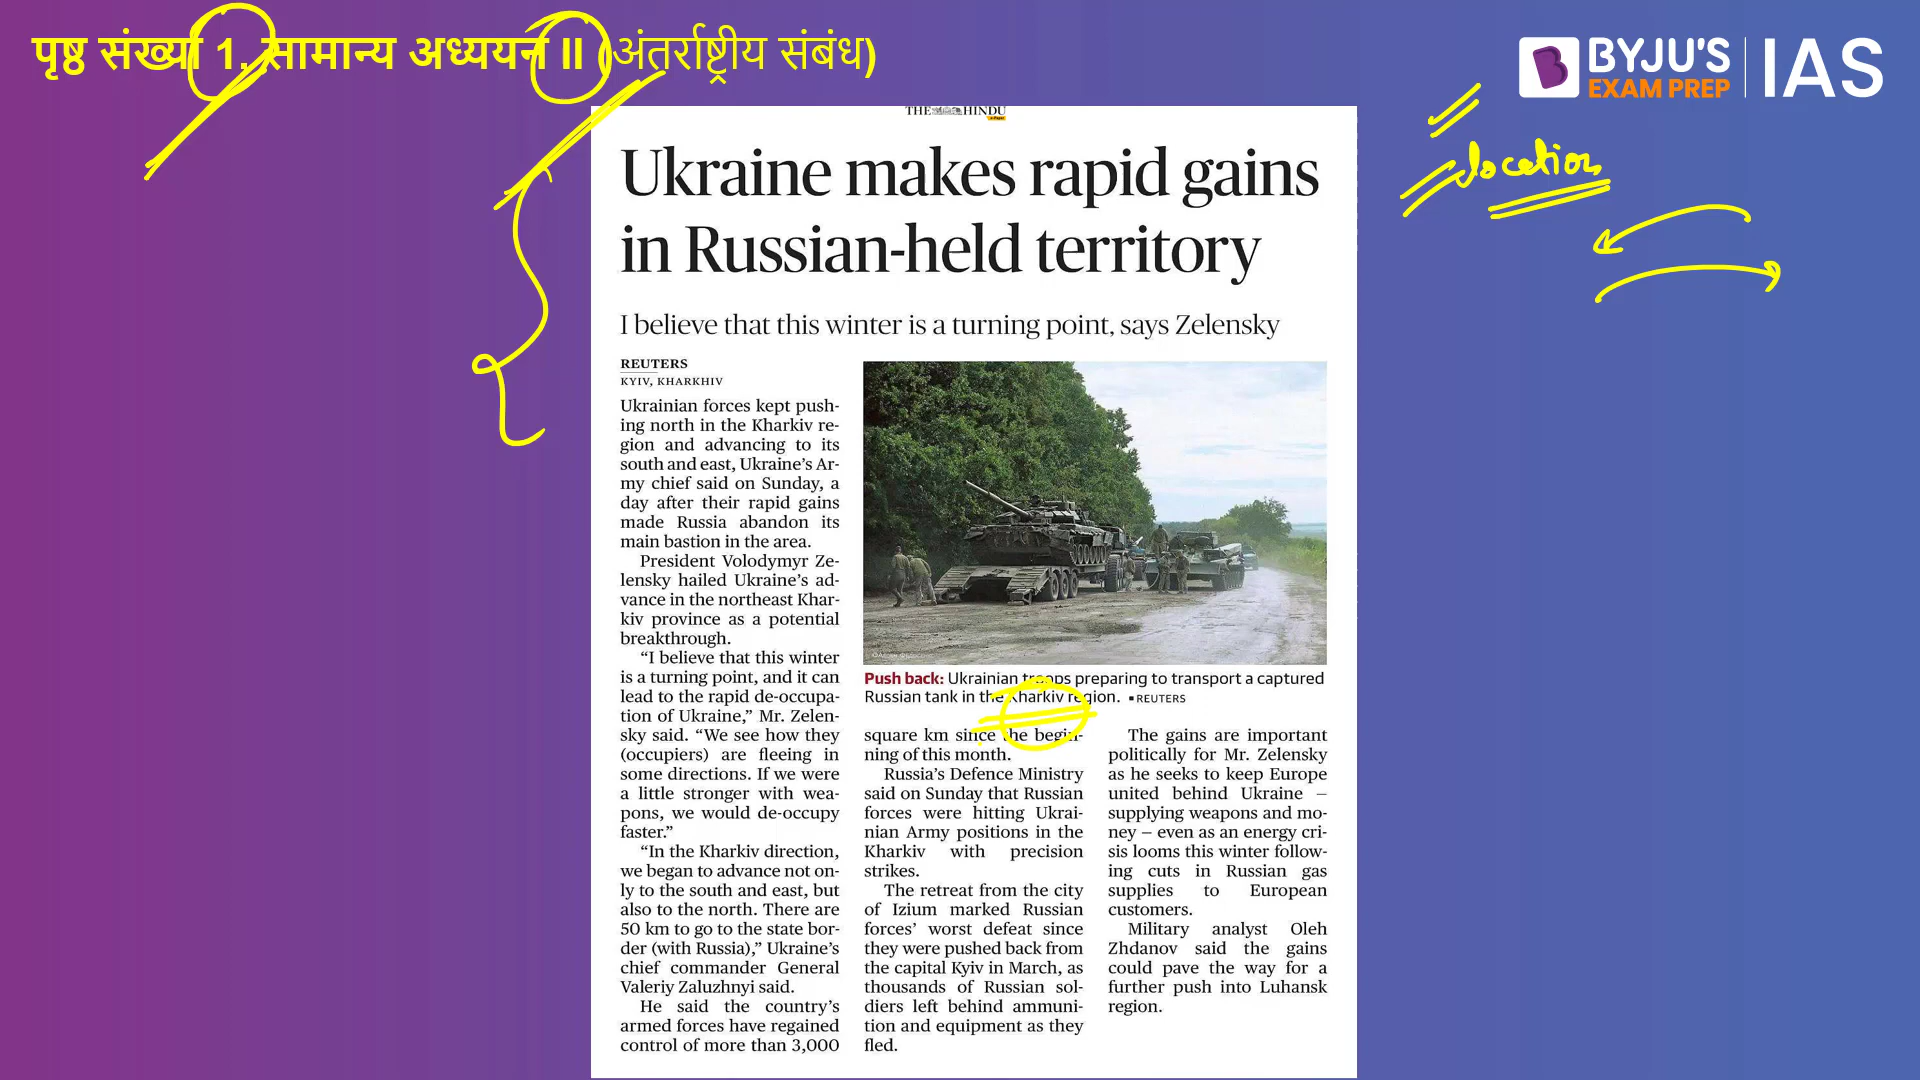 पृष्ठ संख्या 1, सामान्य अध्ययन II (अंतर्राष्ट्रीय संबंध)
BYJU'S
EXAM PREP
IAS
location
THE HINDU
Ukraine makes rapid gains
in Russian-held territory
I believe that this winter is a turning point, says Zelensky
REUTERS
KYIV, KHARKHIV
Ukrainian forces kept push-
ing north in the Kharkiv re-
gion and advancing to its
south and east, Ukraine's Ar-
my chief said on Sunday, a
day after their rapid gains
made Russia abandon its
main bastion in the area.
President Volodymyr Ze-
lensky hailed Ukraine's ad-
vance in the northeast Khar-
kiv province as a potential
breakthrough.
“I believe that this winter
is a turning point, and it can
lead to the rapid de-occupa-
tion of Ukraine,” Mr. Zelen-
sky said. “We see how they
(occupiers) are fleeing in
some directions. If we were
a little stronger with wea-
pons, we would de-occupy
faster.”
“In the Kharkiv direction,
we began to advance not on-
ly to the south and east, but
also to the north. There are
50 km to go to the state bor-
der (with Russia),” Ukraine's
chief commander General
Valeriy Zaluzhnyi said.
He said the country's
armed forces have regained
control of more than 3,000
Push back: Ukrainian troops preparing to transport a captured
Russian tank in the Kharkiv region. ▪ REUTERS
square km since the begin-
ning of this month.
Russia's Defence Ministry
said on Sunday that Russian
forces were hitting Ukrai-
nian Army positions in the
Kharkiv with precision
strikes.
The retreat from the city
of Izium marked Russian
forces' worst defeat since
they were pushed back from
the capital Kyiv in March, as
thousands of Russian sol-
diers left behind ammuni-
tion and equipment as they
fled.
The gains are important
politically for Mr. Zelensky
as he seeks to keep Europe
united behind Ukraine –
supplying weapons and mo-
ney – even as an energy cri-
sis looms this winter follow-
ing cuts in Russian gas
supplies to European
customers.
Military analyst Oleh
Zhdanov said the gains
could pave the way for a
further push into Luhansk
region.